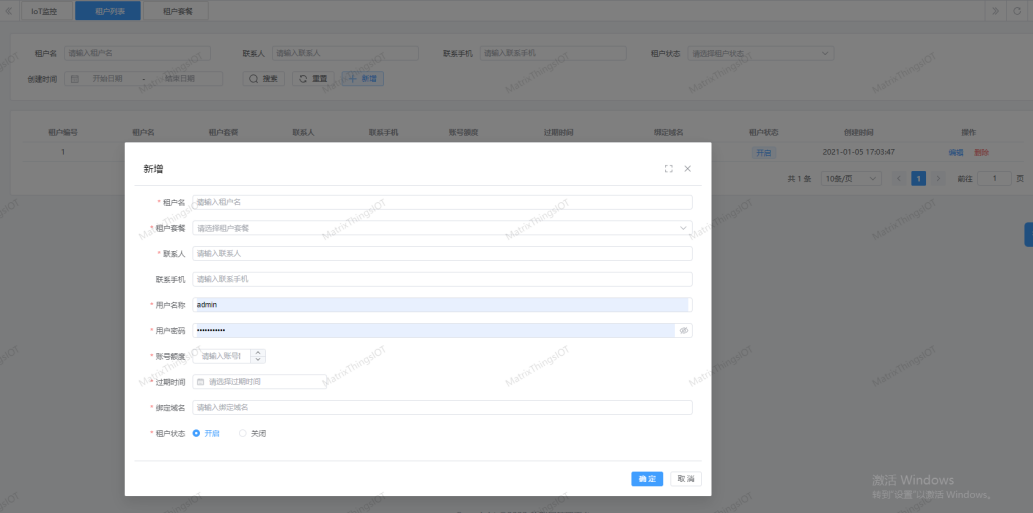 IoT监控 租户列表 租户套餐
租户名 请输入租户名 联系人 请输入联系人 联系手机 请输入联系手机 租户状态 请选择租户状态
创建时间 开始日期 - 结束日期 搜索 重置 新增
租户编号 租户名 租户套餐 联系人 联系手机 账号额度 过期时间 绑定域名 租户状态 创建时间 操作
1 开启 2021-01-05 17:03:47 编辑 删除
共 1 条 10条/页 1 前往 1 页
新增
* 租户名 请输入租户名
* 租户套餐 请选择租户套餐
* 联系人 请输入联系人
联系手机 请输入联系手机
* 用户名称 admin
* 用户密码 •••••••••••
* 账号额度 请输入账号
* 过期时间 请选择过期时间
* 绑定域名 请输入绑定域名
* 租户状态 开启 关闭
确定 取消
MatrixThingsIOT
激活 Windows
转到"设置"以激活 Windows。